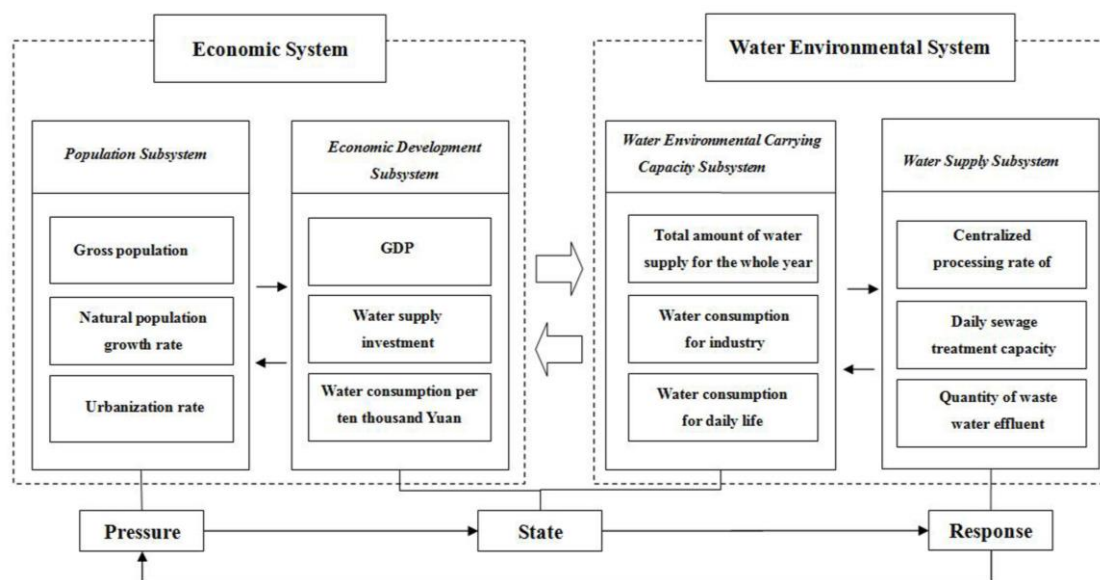 Economic System
Water Environmental System
Population Subsystem
Economic Development
Subsystem
Water Environmental Carrying
Capacity Subsystem
Water Supply Subsystem
Gross population
Natural population
growth rate
Urbanization rate
GDP
Water supply
investment
Water consumption per
ten thousand Yuan
Total amount of water
supply for the whole year
Water consumption
for industry
Water consumption
for daily life
Centralized
processing rate of
Daily sewage
treatment capacity
Quantity of waste
water effluent
Pressure
State
Response